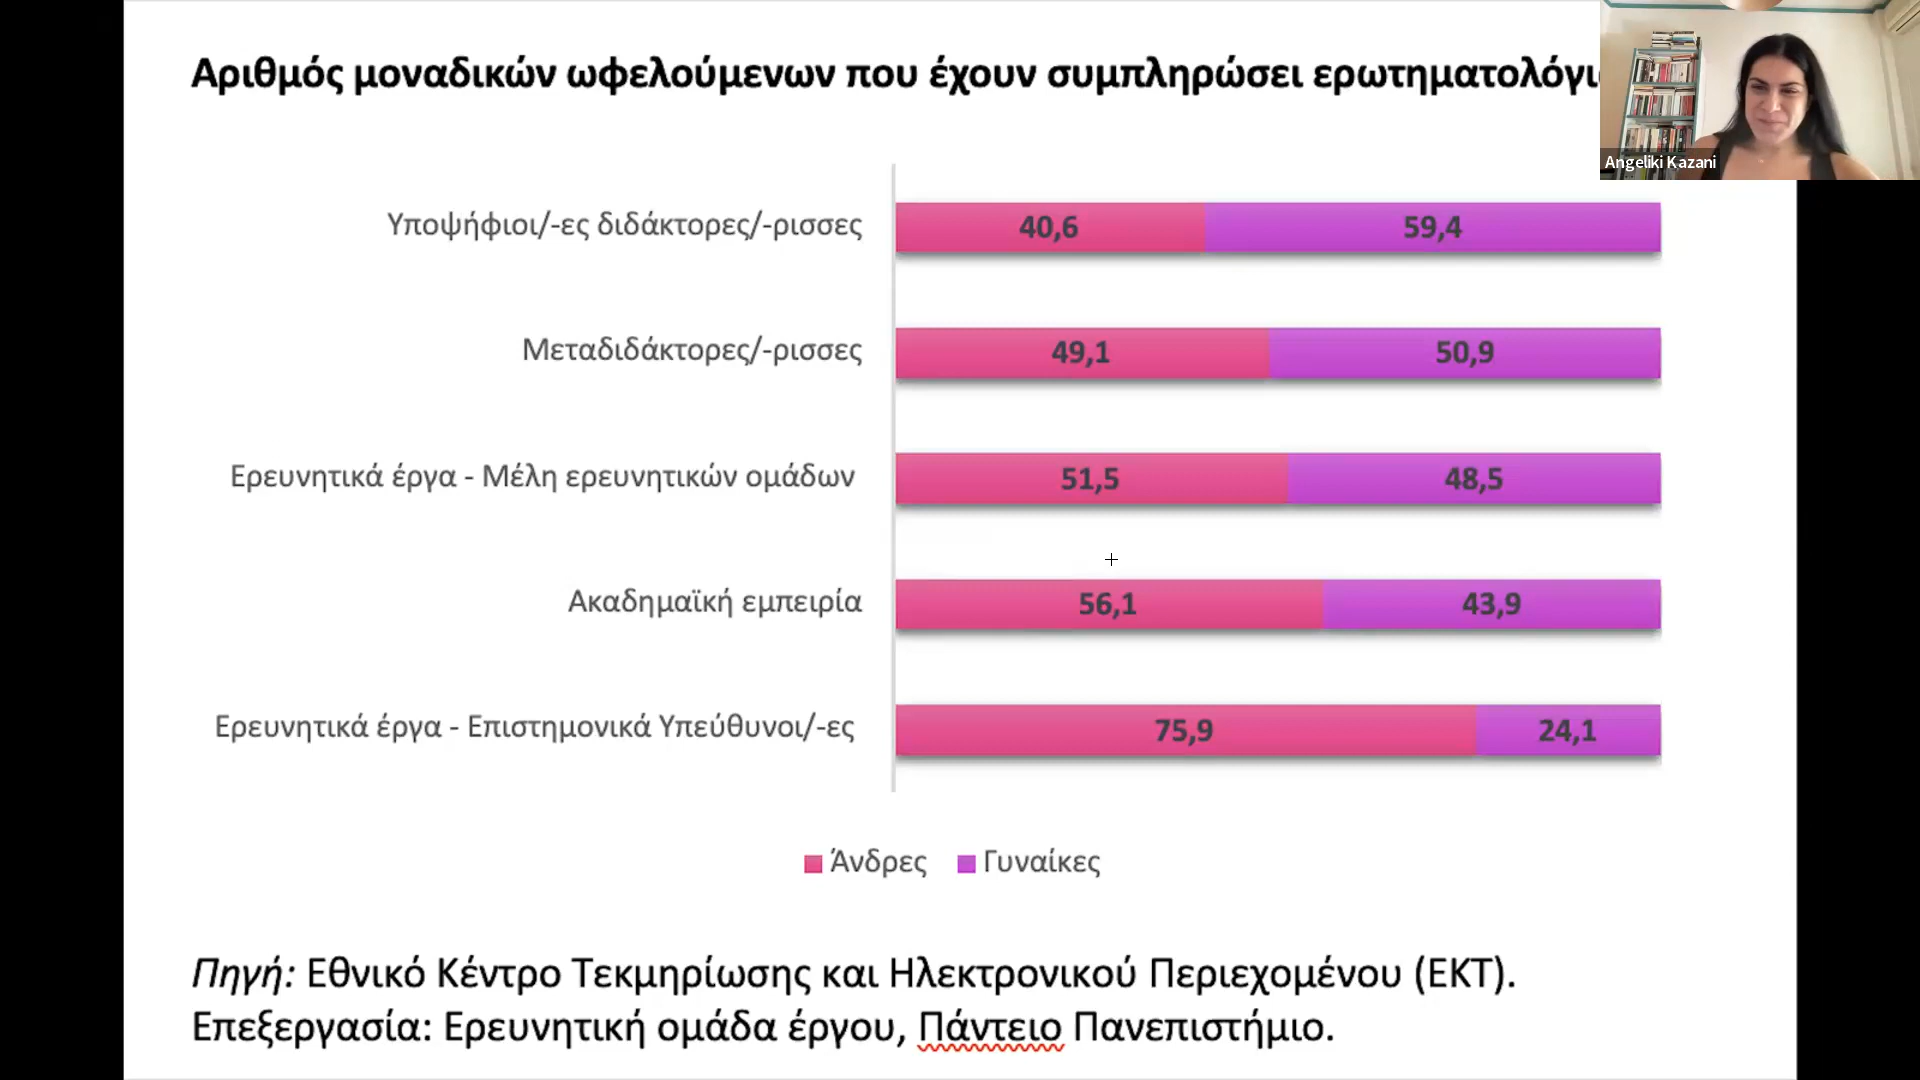 Αριθμός μοναδικών ωφελούμενων που έχουν συμπληρώσει
Angeliki Kazani
Υποψήφιοι/-ες διδάκτορες/-ρισσες
40,6
59,4
Μεταδιδάκτορες/-ρισσες
49,1
50,9
Ερευνητικά έργα - Μέλη ερευνητικών ομάδων
51,5
48,5
Ακαδημαϊκή εμπειρία
56,1
43,9
Ερευνητικά έργα - Επιστημονικά Υπεύθυνοι/-ες
75,9
24,1
Άνδρες
Γυναίκες
Πηγή: Εθνικό Κέντρο Τεκμηρίωσης και Ηλεκτρονικού Περιεχομένου (ΕΚΤ).
Επεξεργασία: Ερευνητική ομάδα έργου, Πάντειο Πανεπιστήμιο.